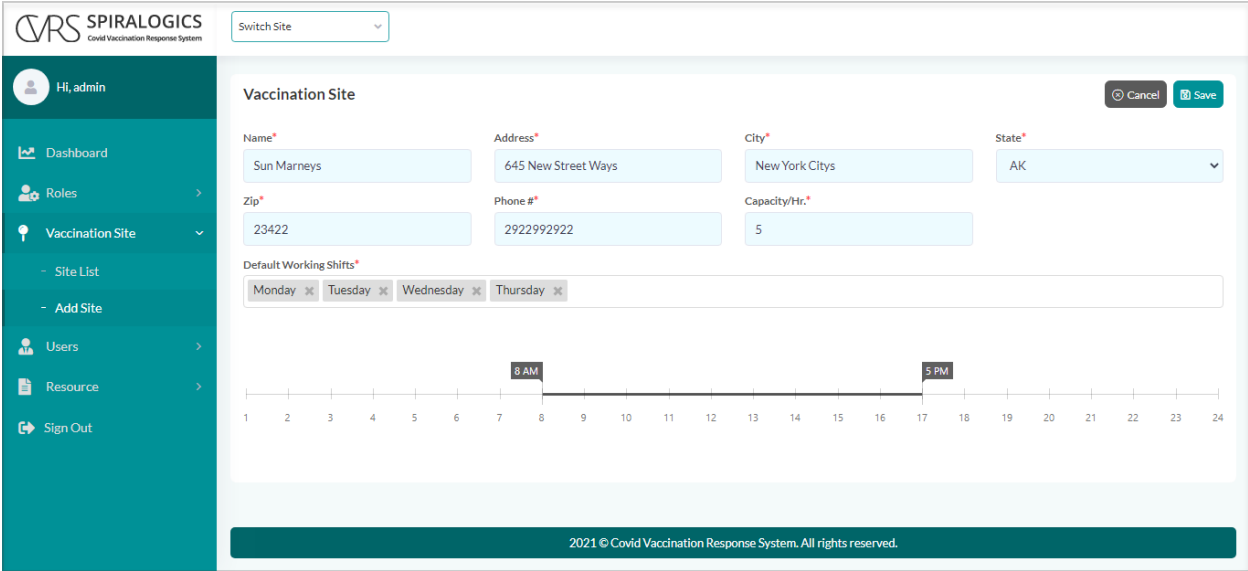 CVRS SPIRALOGICS
Covid Vaccination Response System
Switch Site
Hi, admin
Dashboard
Roles
Vaccination Site
- Site List
- Add Site
Users
Resource
Sign Out
Vaccination Site
Cancel Save
Name* Address* City* State*
Sun Marneys 645 New Street Ways New York Citys AK
Zip* Phone #* Capacity/Hr.*
23422 2922992922 5
Default Working Shifts*
Monday × Tuesday × Wednesday × Thursday ×
8 AM 5 PM
1 2 3 4 5 6 7 8 9 10 11 12 13 14 15 16 17 18 19 20 21 22 23 24
2021 © Covid Vaccination Response System. All rights reserved.